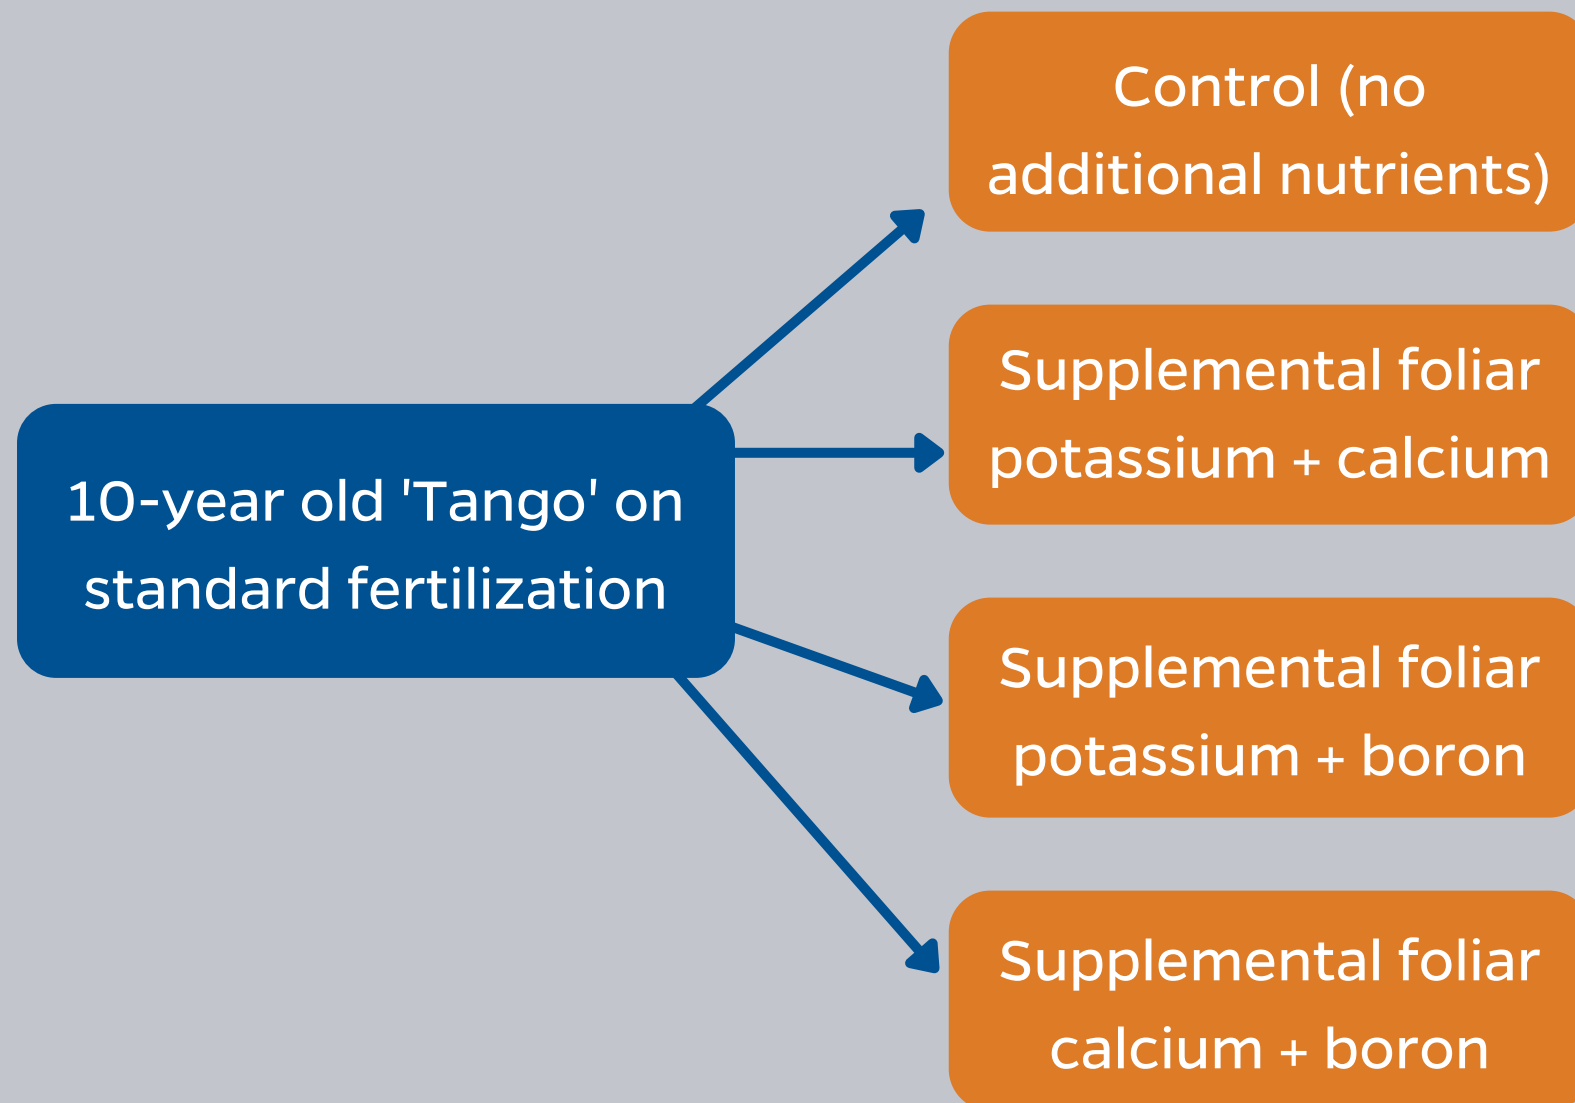 Control (no
additional nutrients)
Supplemental foliar
potassium + calcium
10-year old 'Tango' on
standard fertilization
Supplemental foliar
potassium + boron
Supplemental foliar
calcium + boron